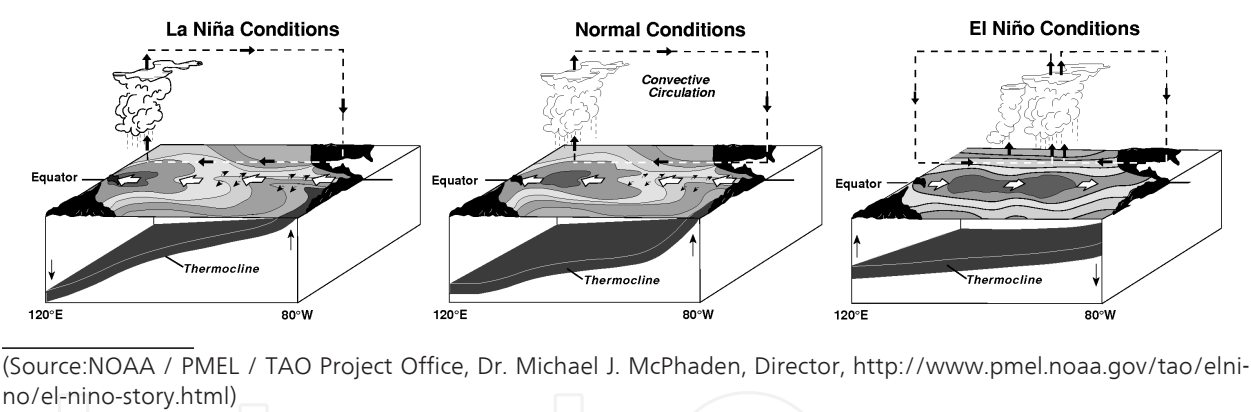 La Niña Conditions
Normal Conditions
El Niño Conditions
Convective
Circulation
Equator
Equator
Equator
Thermocline
Thermocline
Thermocline
120°E
80°W
120°E
80°W
120°E
80°W
(Source:NOAA / PMEL / TAO Project Office, Dr. Michael J. McPhaden, Director, http://www.pmel.noaa.gov/tao/elni-
no/el-nino-story.html)